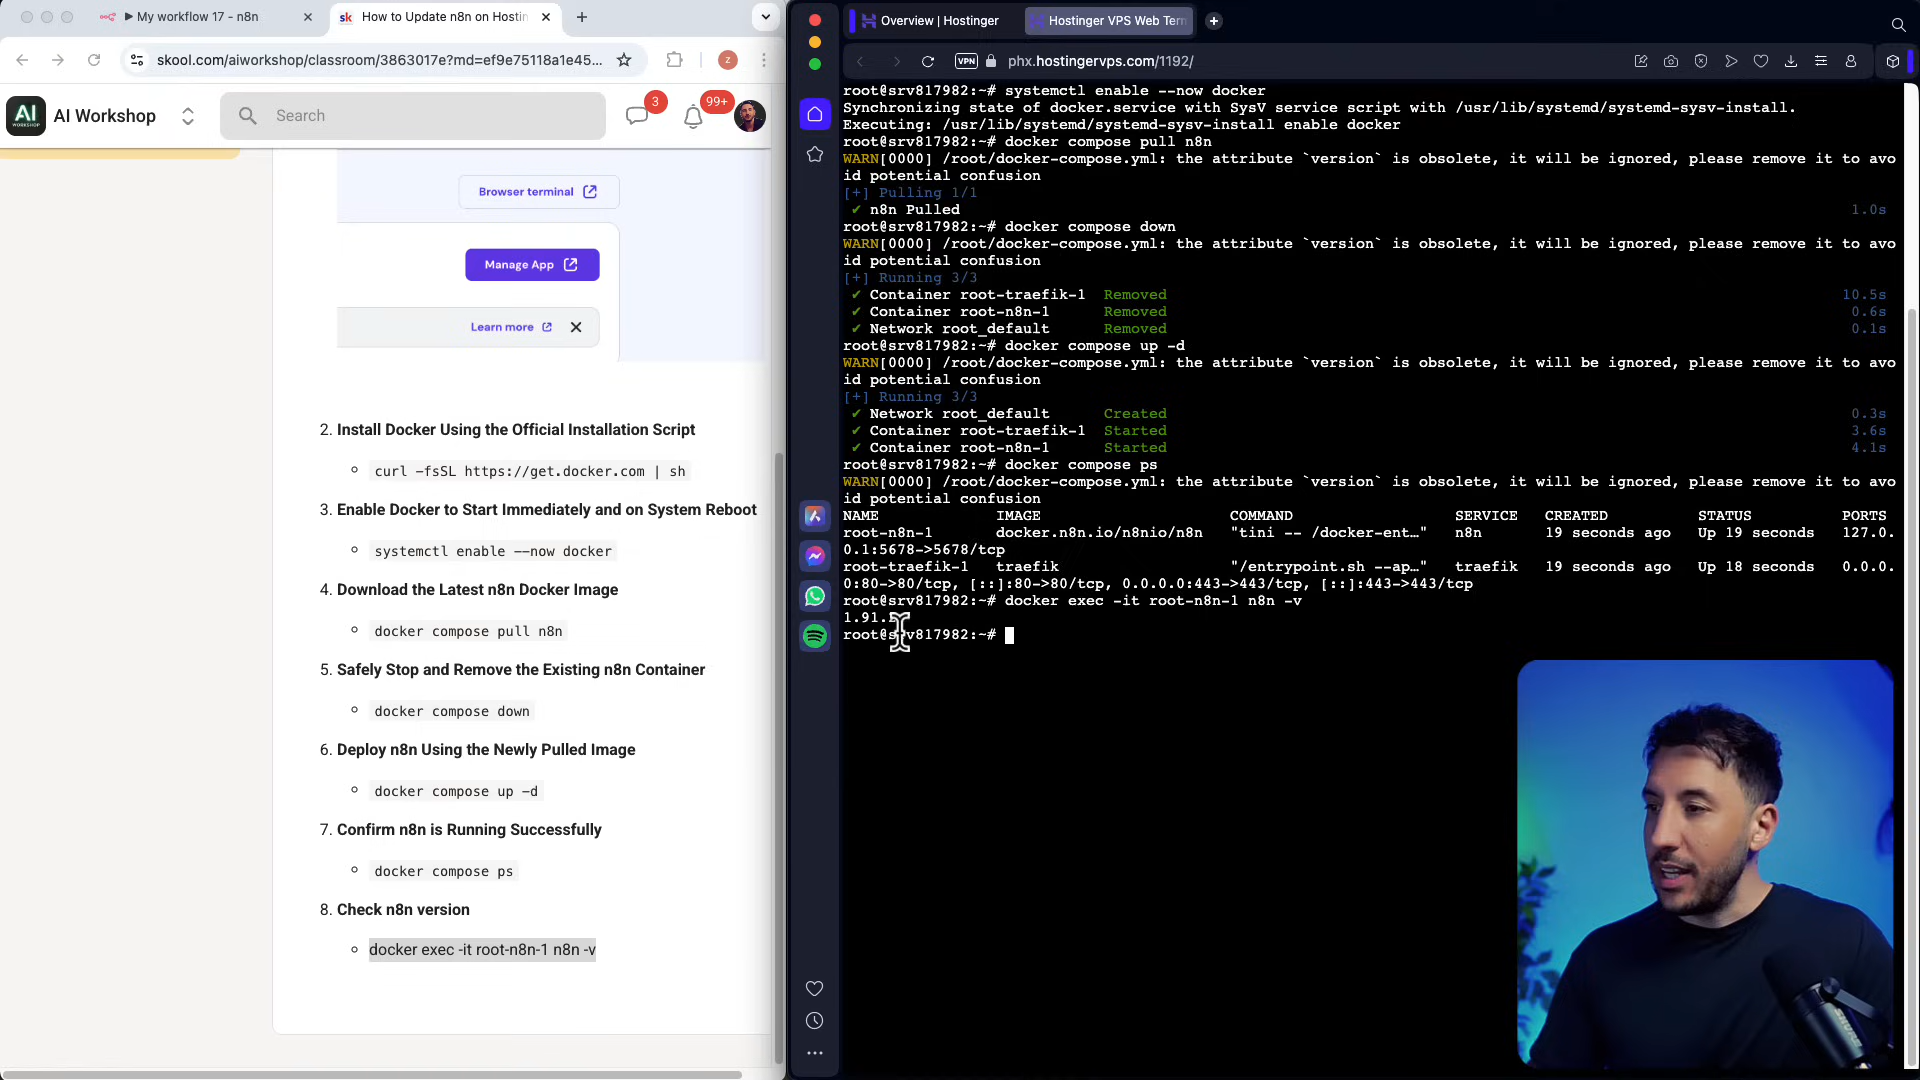 My workflow 17 - n8n
How to Update n8n on Hostin
skool.com/aiworkshop/classroom/3863017e?md=ef9e75118a1e45...
AI
AI Workshop
Search
3
99+
Browser terminal
Manage App
Learn more
2. Install Docker Using the Official Installation Script
curl -fsSL https://get.docker.com | sh
3. Enable Docker to Start Immediately and on System Reboot
systemctl enable --now docker
4. Download the Latest n8n Docker Image
docker compose pull n8n
5. Safely Stop and Remove the Existing n8n Container
docker compose down
6. Deploy n8n Using the Newly Pulled Image
docker compose up -d
7. Confirm n8n is Running Successfully
docker compose ps
8. Check n8n version
docker exec -it root-n8n-1 n8n -v
Overview | Hostinger
Hostinger VPS Web Term
VPN
phx.hostingervps.com/1192/
root@srv817982:~# systemctl enable --now docker
Synchronizing state of docker.service with SysV service script with /usr/lib/systemd/systemd-sysv-install.
Executing: /usr/lib/systemd/systemd-sysv-install enable docker
root@srv817982:~# docker compose pull n8n
WARN[0000] /root/docker-compose.yml: the attribute `version` is obsolete, it will be ignored, please remove it to avo
id potential confusion
[+] Pulling 1/1
✔ n8n Pulled 1.0s
root@srv817982:~# docker compose down
WARN[0000] /root/docker-compose.yml: the attribute `version` is obsolete, it will be ignored, please remove it to avo
id potential confusion
[+] Running 3/3
✔ Container root-traefik-1 Removed 10.5s
✔ Container root-n8n-1 Removed 0.6s
✔ Network root_default Removed 0.1s
root@srv817982:~# docker compose up -d
WARN[0000] /root/docker-compose.yml: the attribute `version` is obsolete, it will be ignored, please remove it to avo
id potential confusion
[+] Running 3/3
✔ Network root_default Created 0.3s
✔ Container root-traefik-1 Started 3.6s
✔ Container root-n8n-1 Started 4.1s
root@srv817982:~# docker compose ps
WARN[0000] /root/docker-compose.yml: the attribute `version` is obsolete, it will be ignored, please remove it to avo
id potential confusion
NAME IMAGE COMMAND SERVICE CREATED STATUS PORTS
root-n8n-1 docker.n8n.io/n8nio/n8n "tini -- /docker-ent…" n8n 19 seconds ago Up 19 seconds 127.0.
0.1:5678->5678/tcp
root-traefik-1 traefik "/entrypoint.sh --ap…" traefik 19 seconds ago Up 18 seconds 0.0.0.
0:80->80/tcp, [::]:80->80/tcp, 0.0.0.0:443->443/tcp, [::]:443->443/tcp
root@srv817982:~# docker exec -it root-n8n-1 n8n -v
1.91.
root@srv817982:~#